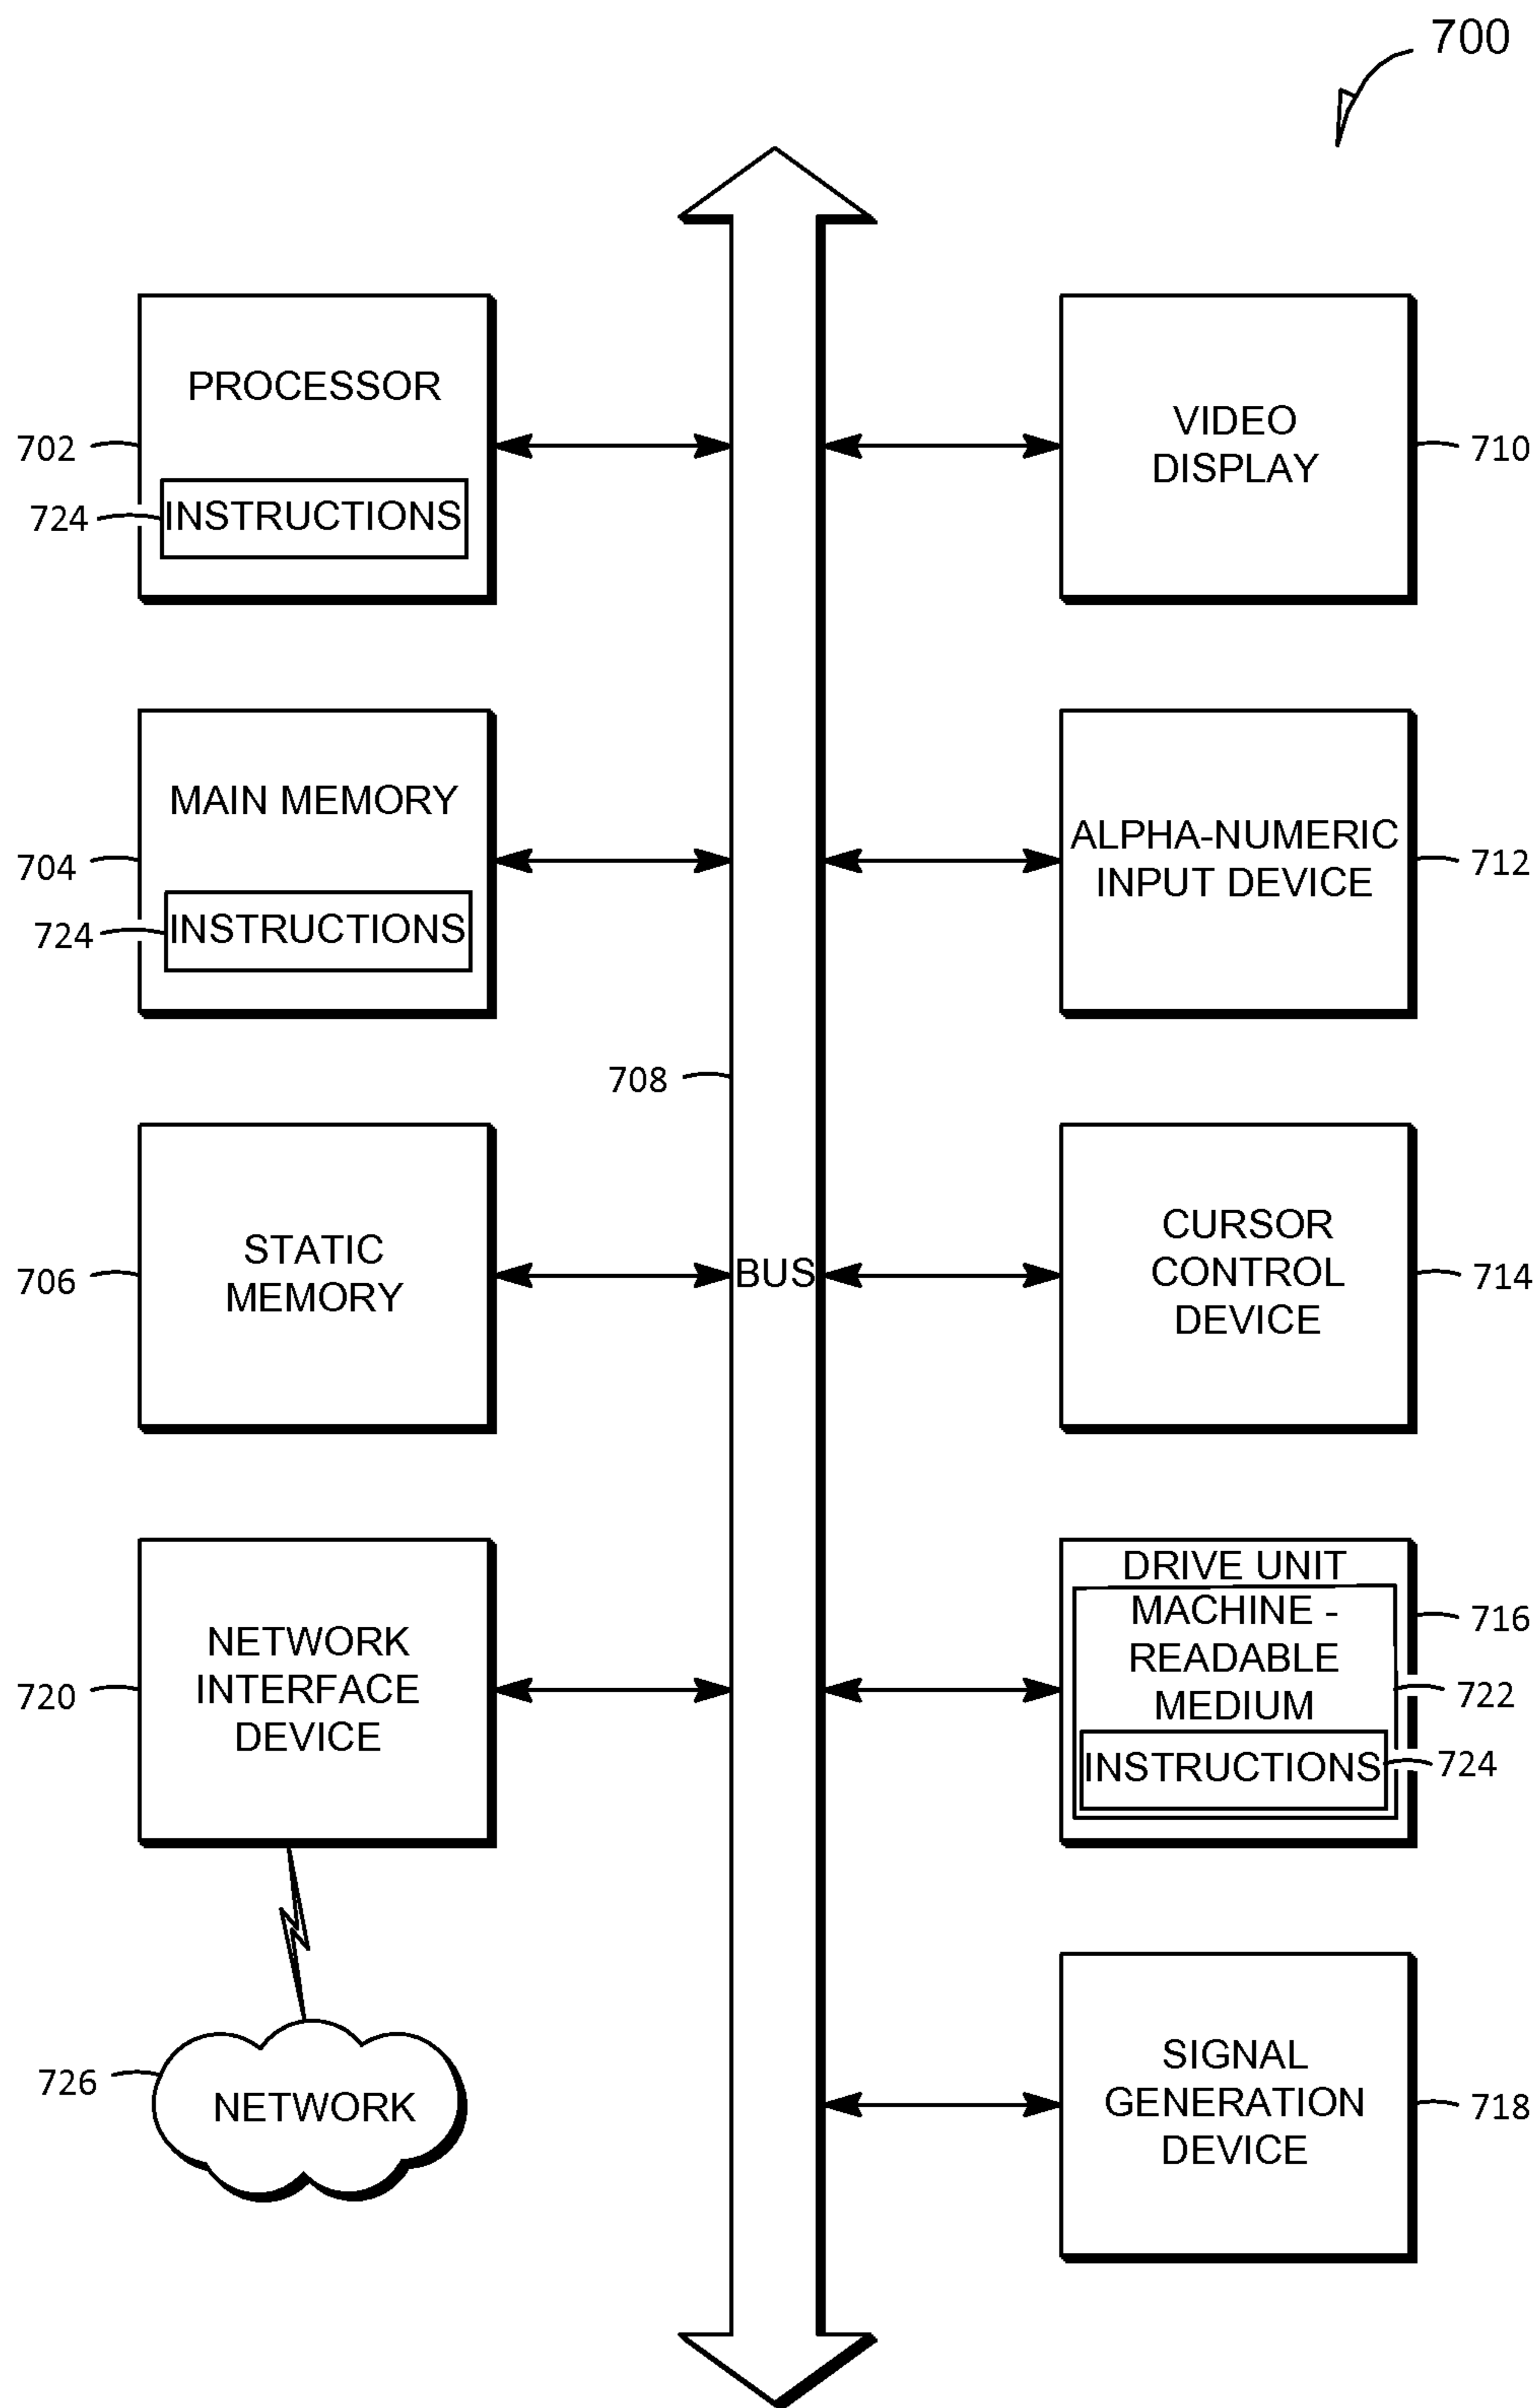 700
PROCESSOR
702
724
INSTRUCTIONS
VIDEO
DISPLAY
710
MAIN MEMORY
704
724
INSTRUCTIONS
ALPHA-NUMERIC
INPUT DEVICE
712
708
STATIC
MEMORY
706
BUS
CURSOR
CONTROL
DEVICE
714
NETWORK
INTERFACE
DEVICE
720
DRIVE UNIT
MACHINE -
READABLE
MEDIUM
716
722
INSTRUCTIONS
724
726
NETWORK
SIGNAL
GENERATION
DEVICE
718